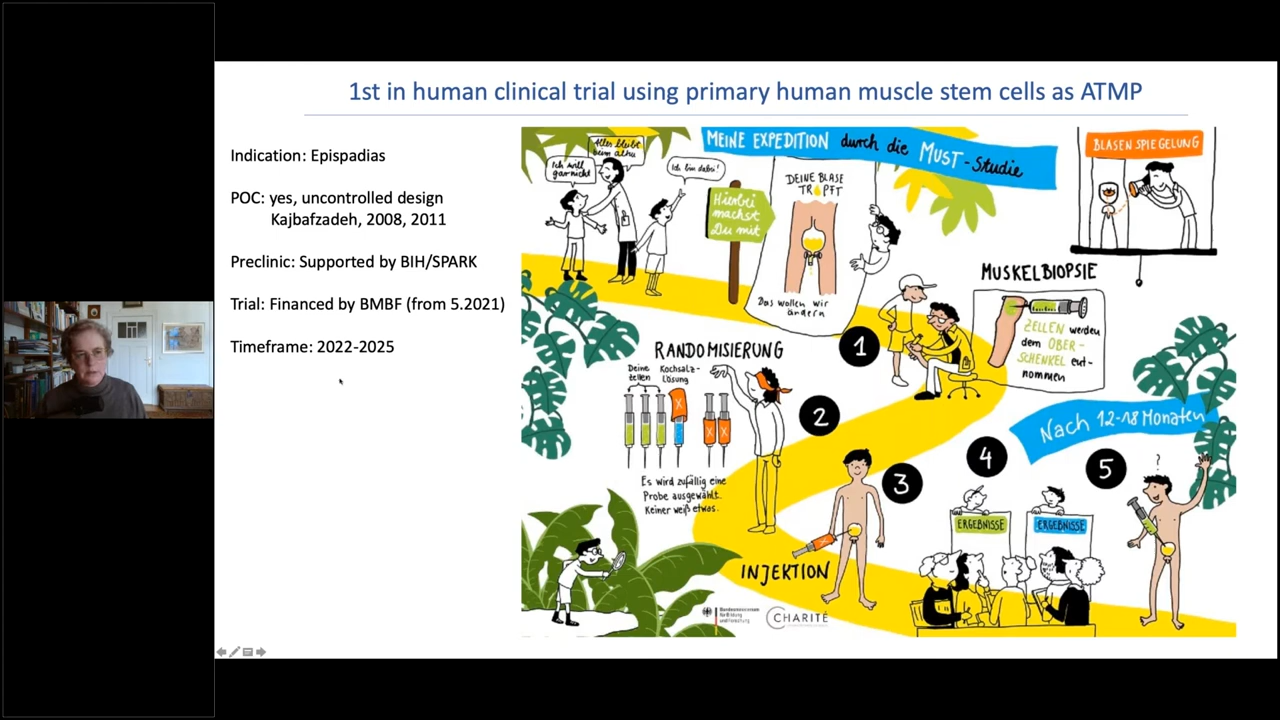 1st in human clinical trial using primary human muscle stem cells as ATMP
Indication: Epispadias
POC: yes, uncontrolled design
Kajbafzadeh, 2008, 2011
Preclinic: Supported by BIH/SPARK
Trial: Financed by BMBF (from 5.2021)
Timeframe: 2022-2025
MEINE EXPEDITION durch die MUST-Studie
Alles bleibt
beim alten
Ich will
gar nicht
Ich bin dabei!
Hierbei
machst
Du mit
DEINE BLASE
TROPFT
Das wollen wir
ändern
BLASENSPIEGELUNG
MUSKELBIOPSIE
ZELLEN werden
dem OBER-
SCHENKEL ent-
nommen
1
RANDOMISIERUNG
Deine
Zellen
Kochsalz-
Lösung
X
X X
Es wird zufällig eine
Probe ausgewählt.
Keiner weiß etwas.
2
3
X
INJEKTION
4
ERGEBNISSE
ERGEBNISSE
Nach 12-18 Monaten
5
?
Bundesministerium
für Bildung
und Forschung
CHARITÉ